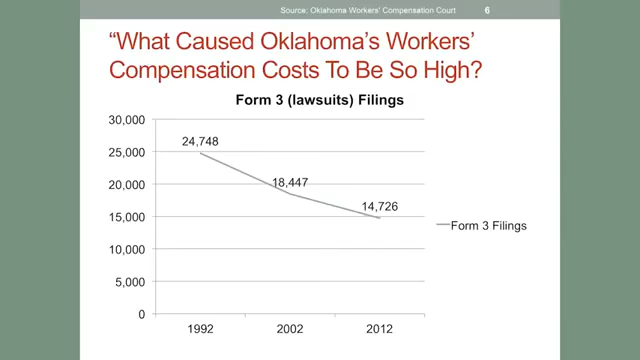 Source: Oklahoma Workers' Compensation Court 6
“What Caused Oklahoma’s Workers’
Compensation Costs To Be So High?
Form 3 (lawsuits) Filings
30,000
25,000
20,000
15,000
10,000
5,000
0
24,748
18,447
14,726
Form 3 Filings
1992 2002 2012